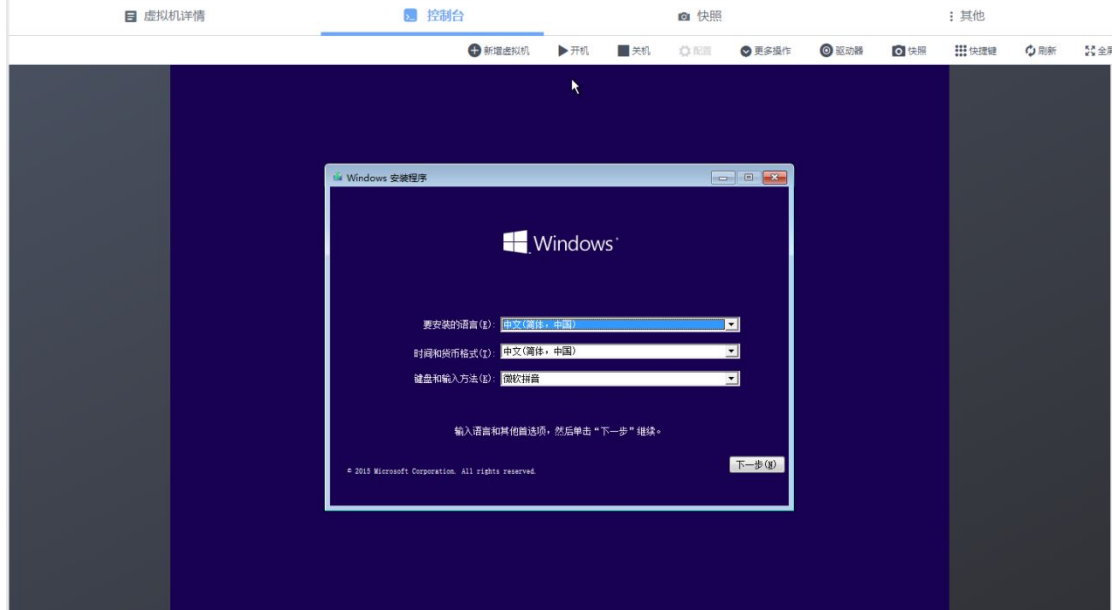 虚拟机详情 控制台 快照 其他
新增虚拟机 开机 关机 配置 更多操作 驱动器 快照 快捷键 刷新 全屏
Windows 安装程序
Windows
要安装的语言(E): 中文(简体，中国)
时间和货币格式(T): 中文(简体，中国)
键盘和输入方法(K): 微软拼音
输入语言和其他首选项，然后单击“下一步”继续。
© 2013 Microsoft Corporation. All rights reserved.
下一步(N)